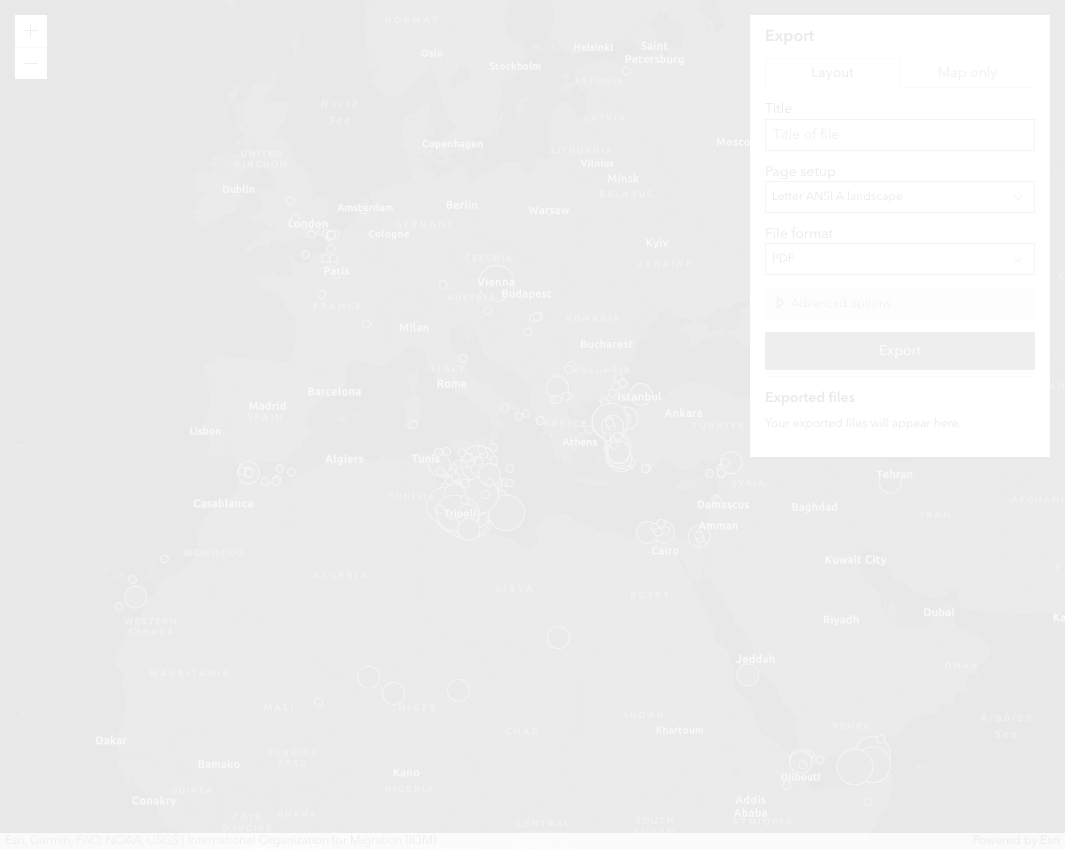 NORWAY
Oslo
Helsinki
Saint
Petersburg
Stockholm
ESTONIA
North
Sea
LATVIA
Copenhagen
LITHUANIA
Mosco
UNITED
KINGDOM
Vilnius
Minsk
BELARUS
Dublin
Amsterdam
Berlin
Warsaw
London
GERMANY
Cologne
Kyiv
CZECHIA
UKRAINE
Paris
Vienna
AUSTRIA
Budapest
FRANCE
ROMANIA
Milan
Bucharest
ITALY
BULGARIA
Rome
Barcelona
Istanbul
Madrid
SPAIN
Ankara
TÜRKIYE
GREECE
Lisbon
Athens
Algiers
Tunis
Tehran
SYRIA
TUNISIA
AFGHANI
Casablanca
Damascus
Baghdad
Tripoli
IRAN
Amman
MOROCCO
Cairo
Kuwait City
ALGERIA
LIBYA
EGYPT
WESTERN
SAHARA
Riyadh
Dubai
Ka
Jeddah
OMAN
MAURITANIA
MALI
NIGER
SUDAN
Arabian
Sea
CHAD
Khartoum
YEMEN
Dakar
BURKINA
FASO
Bamako
Kano
Djibouti
GUINEA
NIGERIA
Conakry
Addis
Ababa
CÔTE
D'IVOIRE
GHANA
CENTRAL
SOUTH
SUDAN
ETHIOPIA
Export
Layout
Map only
Title
Title of file
Page setup
Letter ANSI A landscape
File format
PDF
Advanced options
Export
Exported files
Your exported files will appear here.
Esri, Garmin, FAO, NOAA, USGS | International Organization for Migration (IOM)
Powered by Esri